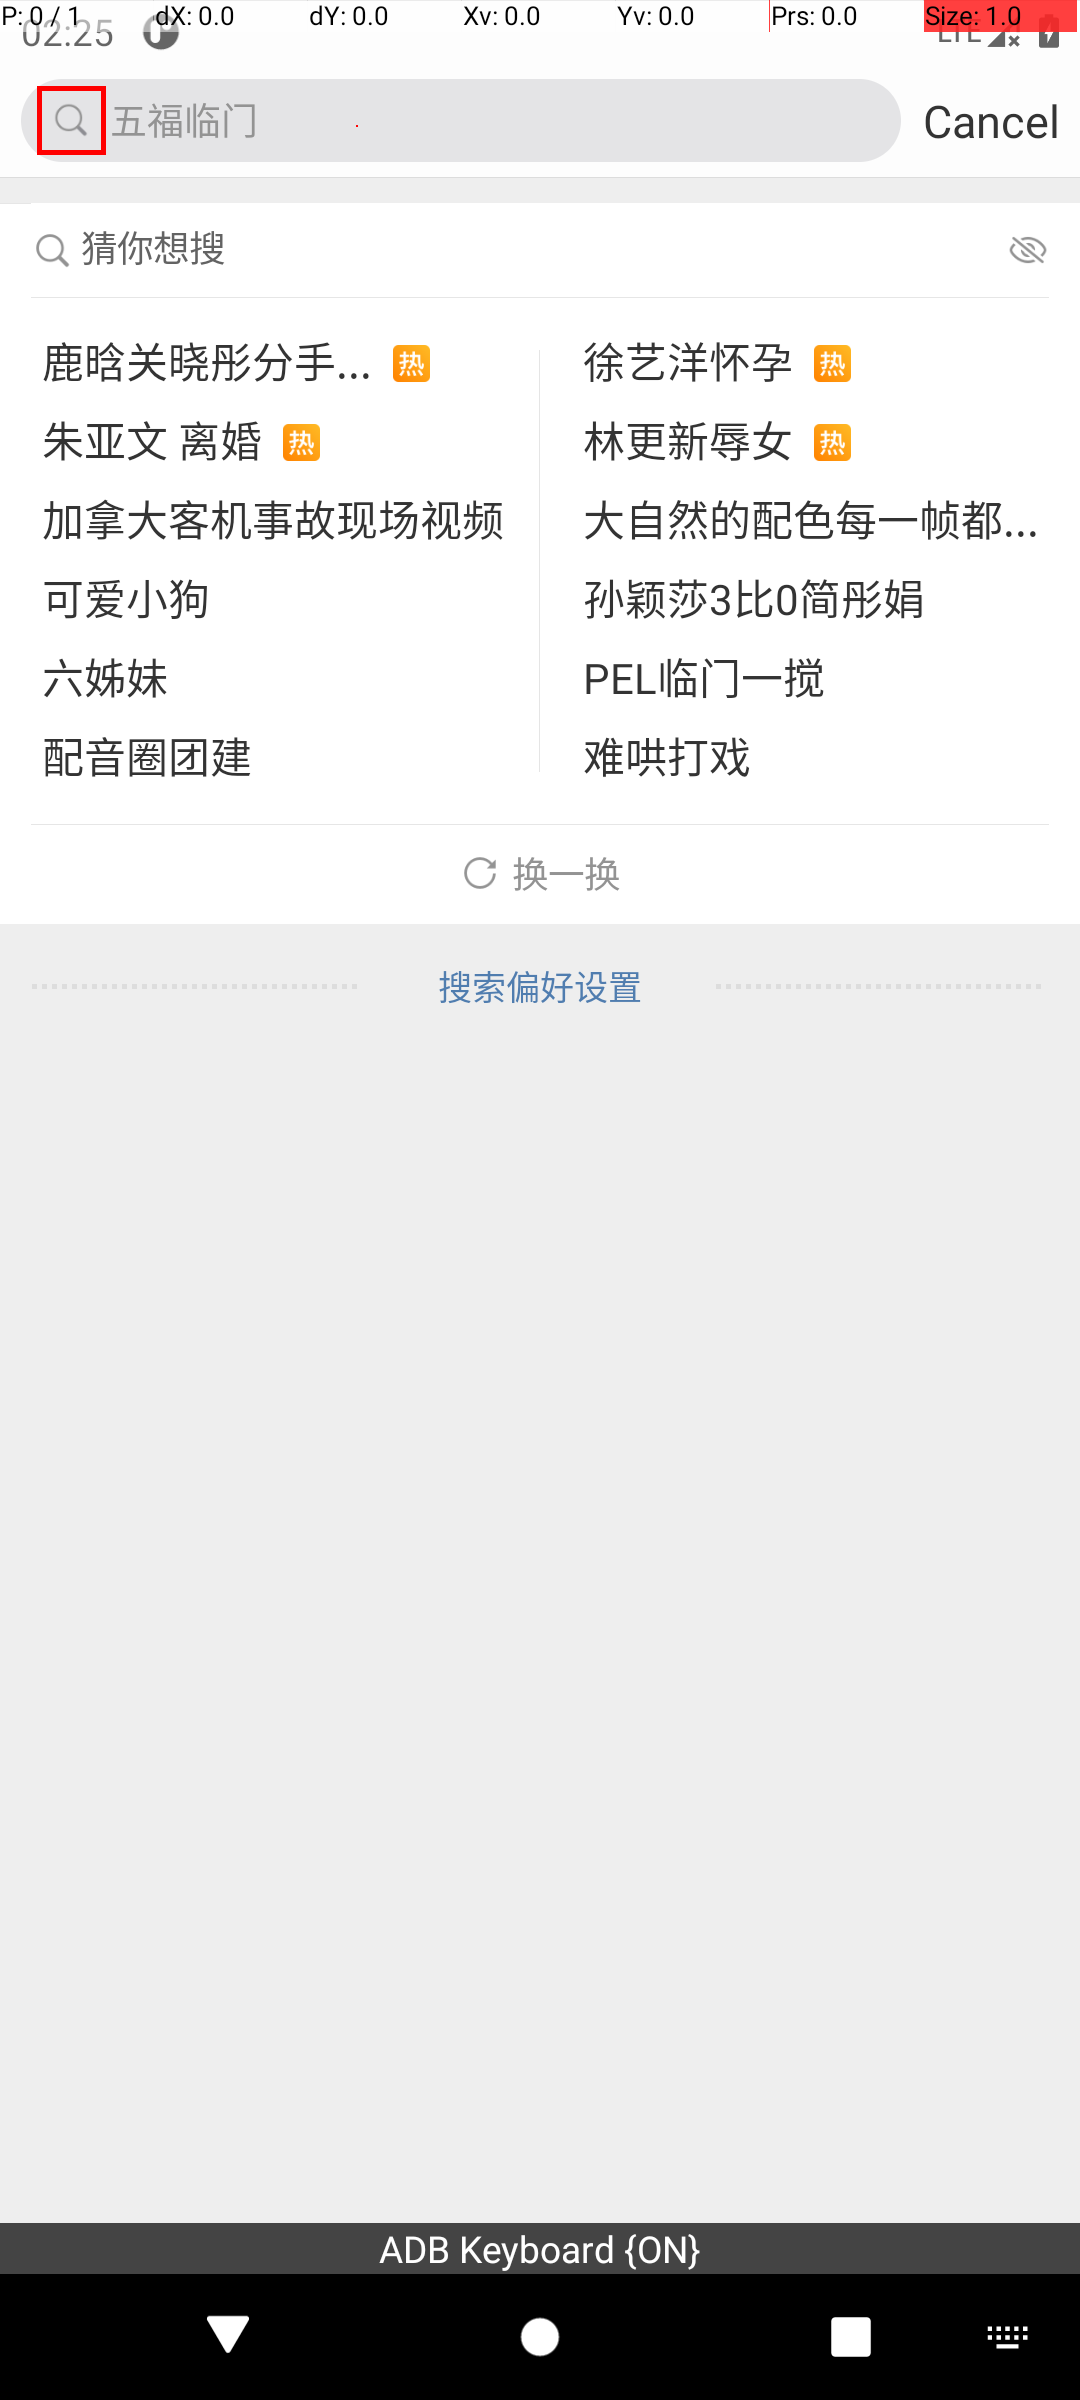 P: 0 / 1 dX: 0.0 dY: 0.0 Xv: 0.0 Yv: 0.0 Prs: 0.0 Size: 1.0
02:25 LTE
五福临门 Cancel
猜你想搜
鹿晗关晓彤分手... 热 徐艺洋怀孕 热
朱亚文 离婚 热 林更新辱女 热
加拿大客机事故现场视频 大自然的配色每一帧都...
可爱小狗 孙颖莎3比0简彤娟
六姊妹 PEL临门一搅
配音圈团建 难哄打戏
换一换
搜索偏好设置
ADB Keyboard {ON}